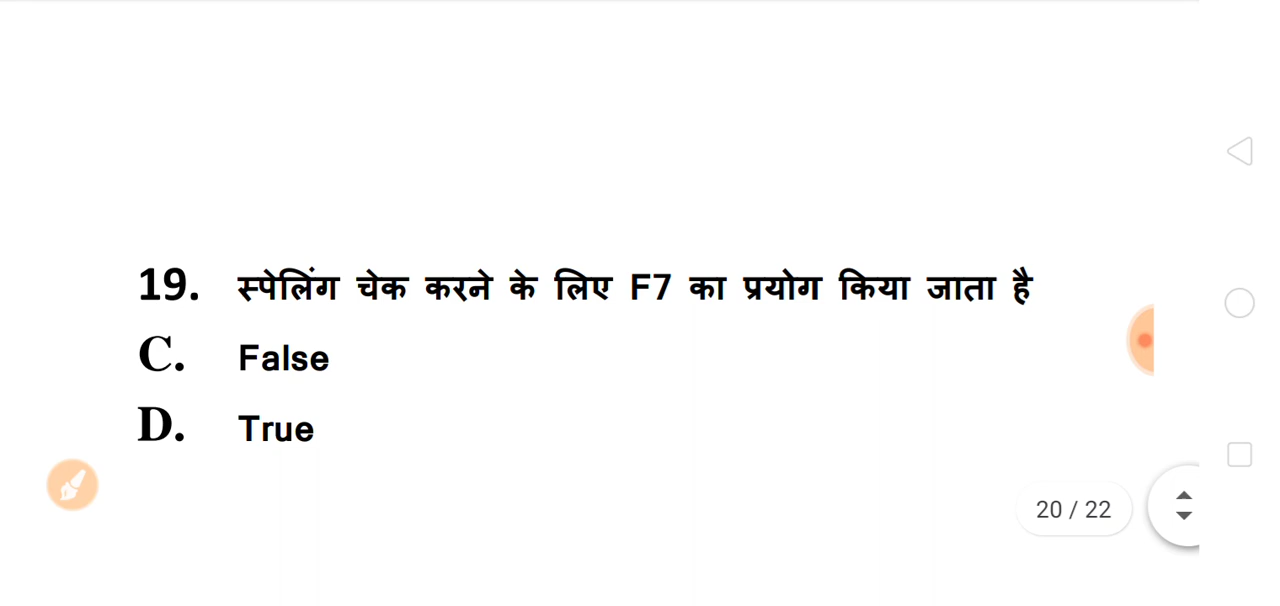 19. स्पेलिंग चेक करने के लिए F7 का प्रयोग किया जाता है
C. False
D. True
20 / 22